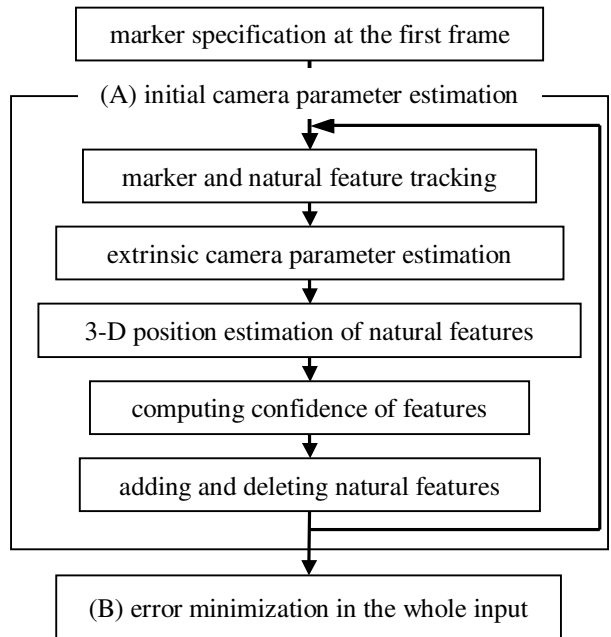 marker specification at the first frame
(A) initial camera parameter estimation
marker and natural feature tracking
extrinsic camera parameter estimation
3-D position estimation of natural features
computing confidence of features
adding and deleting natural features
(B) error minimization in the whole input